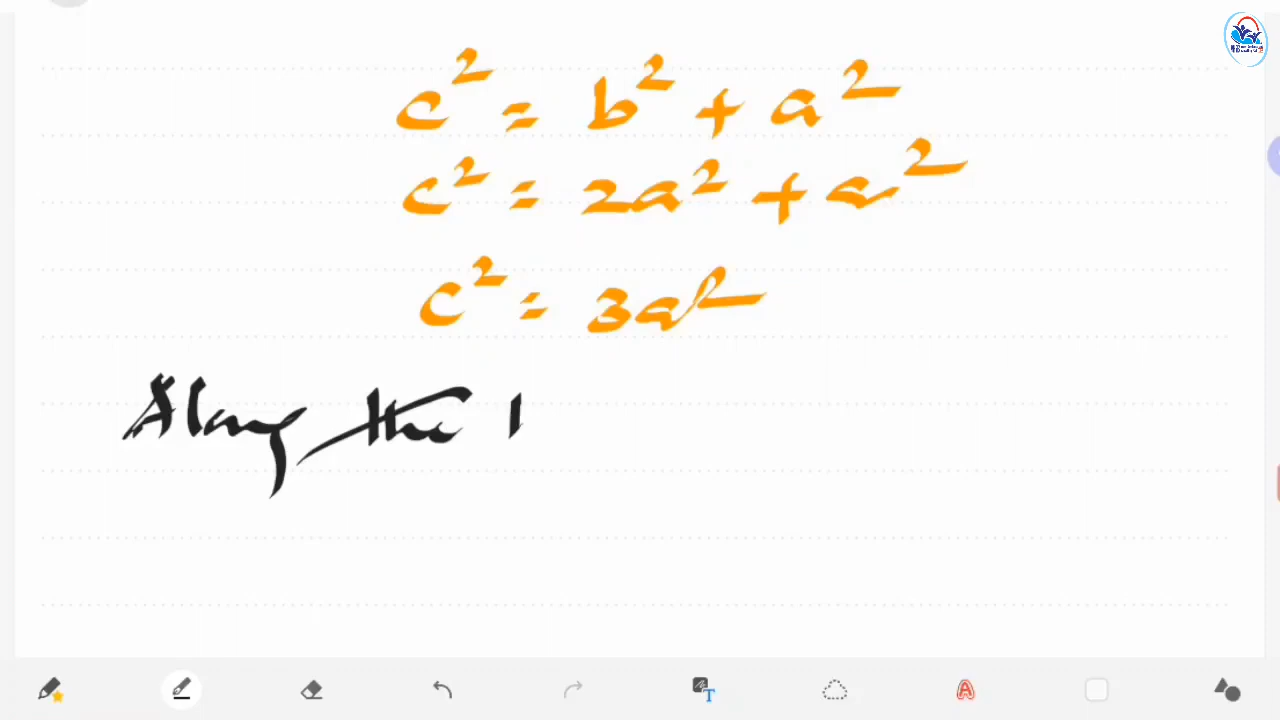 c² = b² + a²
c² = 2a² + a²
c² = 3a²
Along the